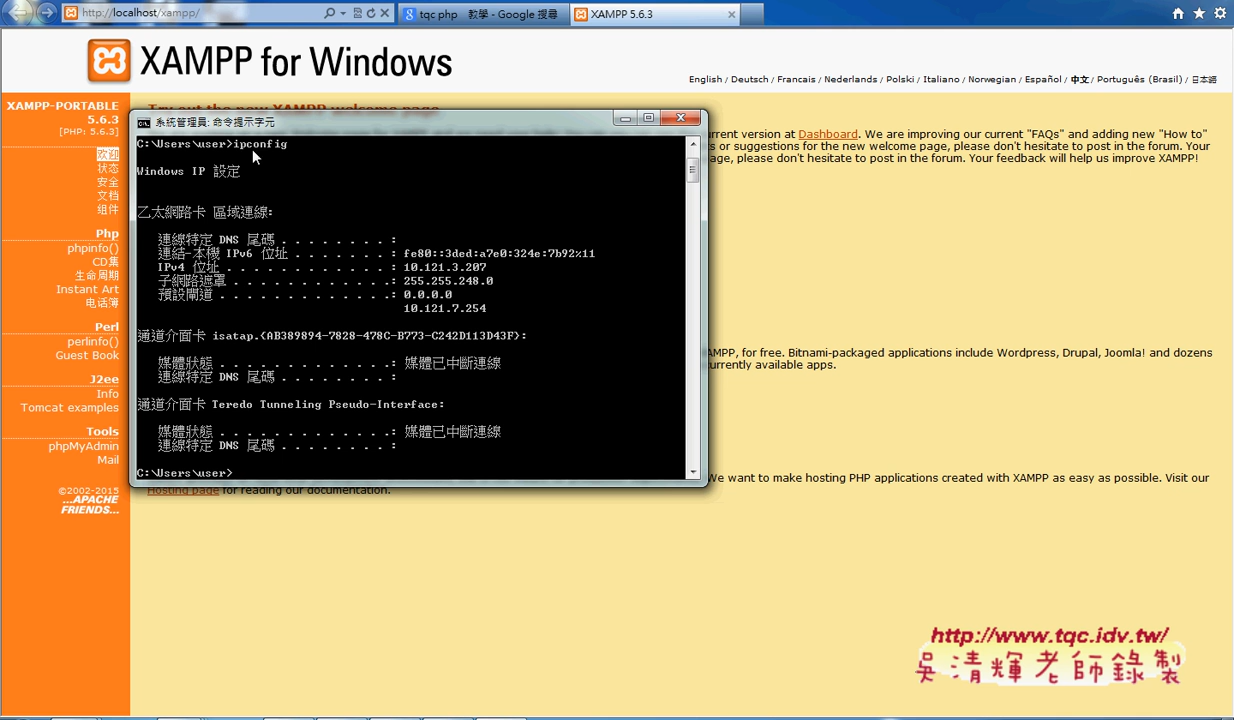 http://localhost/xampp/
tqc php 教學 - Google 搜尋
XAMPP 5.6.3
XAMPP for Windows
English / Deutsch / Francais / Nederlands / Polski / Italiano / Norwegian / Español / 中文 / Português (Brasil) / 日本語
XAMPP-PORTABLE
5.6.3
[PHP: 5.6.3]
欢迎
状态
安全
文档
组件
Php
phpinfo()
CD集
生命周期
Instant Art
电话簿
Perl
perlinfo()
Guest Book
J2ee
Info
Tomcat examples
Tools
phpMyAdmin
Mail
©2002-2015
...APACHE
FRIENDS...
Try out the new XAMPP welcome page
系統管理員: 命令提示字元
C:\Users\user>ipconfig
Windows IP 設定
乙太網路卡 區域連線:
連線特定 DNS 尾碼 . . . . . . . . :
連結-本機 IPv6 位址 . . . . . . . : fe80::3ded:a7e0:324e:7b92%11
IPv4 位址 . . . . . . . . . . . . : 10.121.3.207
子網路遮罩 . . . . . . . . . . . .: 255.255.248.0
預設閘道 . . . . . . . . . . . . .: 0.0.0.0
10.121.7.254
通道介面卡 isatap.{AB389894-7828-478C-B773-C242D113D43F}:
媒體狀態 . . . . . . . . . . . . .: 媒體已中斷連線
連線特定 DNS 尾碼 . . . . . . . . :
通道介面卡 Teredo Tunneling Pseudo-Interface:
媒體狀態 . . . . . . . . . . . . .: 媒體已中斷連線
連線特定 DNS 尾碼 . . . . . . . . :
C:\Users\user>
current version at Dashboard. We are improving our current "FAQs" and adding new "How to"
or suggestions for the new welcome page, please don't hesitate to post in the forum. Your
page, please don't hesitate to post in the forum. Your feedback will help us improve XAMPP!
AMPP, for free. Bitnami-packaged applications include Wordpress, Drupal, Joomla! and dozens
currently available apps.
We want to make hosting PHP applications created with XAMPP as easy as possible. Visit our
Hosting page for reading our documentation.
http://www.tqc.idv.tw/
吳清輝老師錄製